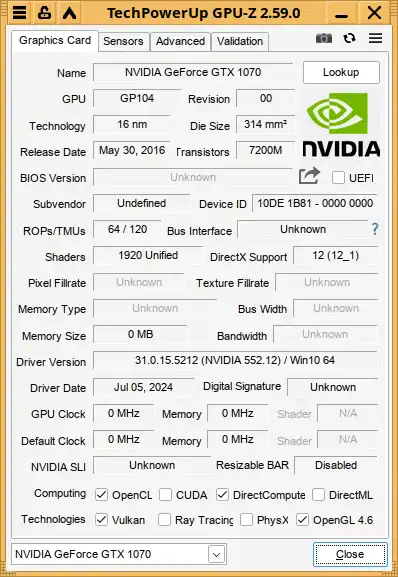 TechPowerUp GPU-Z 2.59.0
Graphics Card Sensors Advanced Validation
Name NVIDIA GeForce GTX 1070 Lookup
GPU GP104 Revision 00
Technology 16 nm Die Size 314 mm²
Release Date May 30, 2016 Transistors 7200M
NVIDIA
BIOS Version Unknown UEFI
Subvendor Undefined Device ID 10DE 1B81 - 0000 0000
ROPs/TMUs 64 / 120 Bus Interface Unknown ?
Shaders 1920 Unified DirectX Support 12 (12_1)
Pixel Fillrate Unknown Texture Fillrate Unknown
Memory Type Unknown Bus Width Unknown
Memory Size 0 MB Bandwidth Unknown
Driver Version 31.0.15.5212 (NVIDIA 552.12) / Win10 64
Driver Date Jul 05, 2024 Digital Signature Unknown
GPU Clock 0 MHz Memory 0 MHz Shader N/A
Default Clock 0 MHz Memory 0 MHz Shader N/A
NVIDIA SLI Unknown Resizable BAR Disabled
Computing OpenCL CUDA DirectCompute DirectML
Technologies Vulkan Ray Tracing PhysX OpenGL 4.6
NVIDIA GeForce GTX 1070 Close